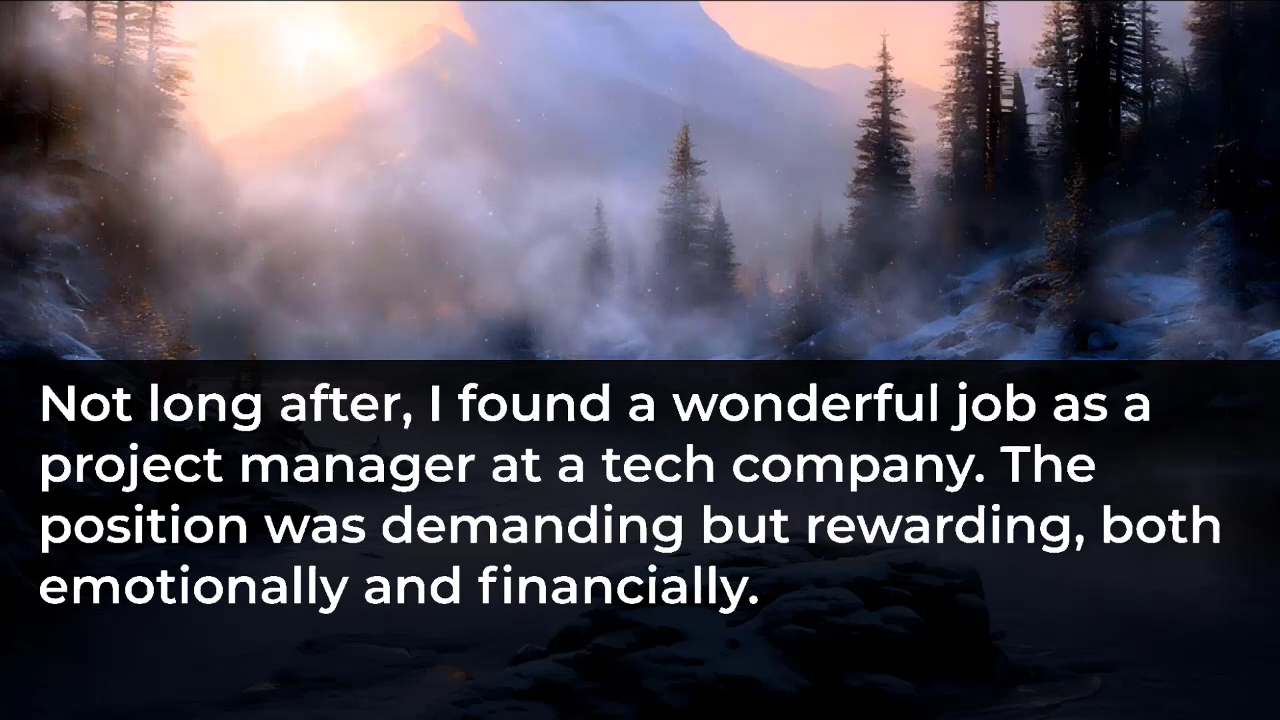 Not long after, I found a wonderful job as a
project manager at a tech company. The
position was demanding but rewarding, both
emotionally and financially.